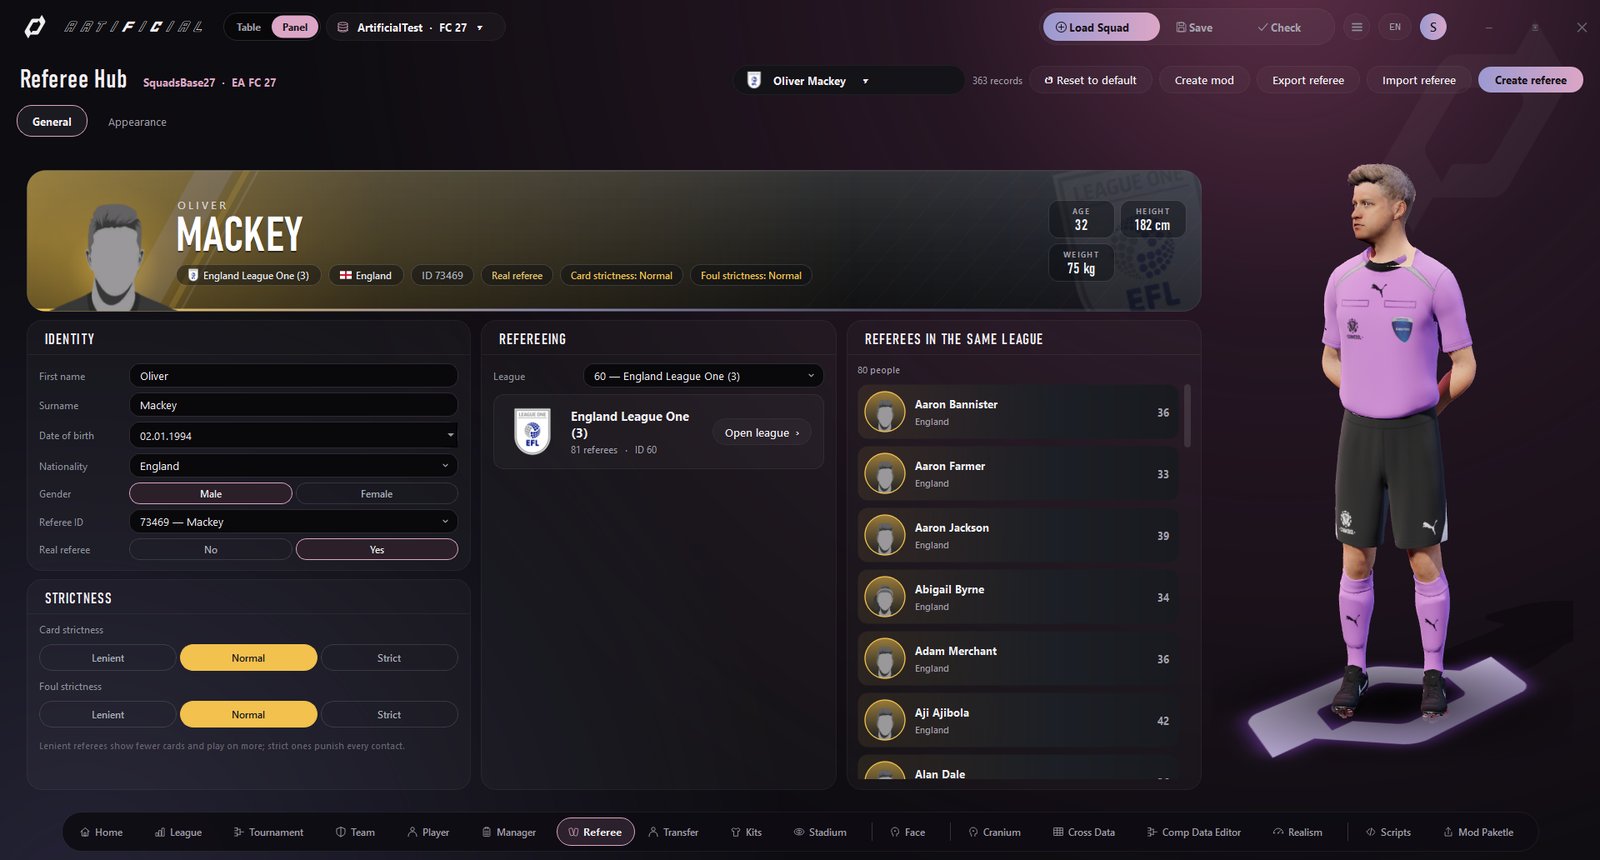 ARTIFICIAL
Table
Panel
ArtificialTest · FC 27
Load Squad
Save
Check
EN
S
Referee Hub
SquadsBase27 · EA FC 27
Oliver Mackey
363 records
Reset to default
Create mod
Export referee
Import referee
Create referee
General
Appearance
OLIVER
MACKEY
England League One (3)
England
ID 73469
Real referee
Card strictness: Normal
Foul strictness: Normal
AGE
32
HEIGHT
182 cm
WEIGHT
75 kg
LEAGUE ONE
EFL
IDENTITY
First name
Oliver
Surname
Mackey
Date of birth
02.01.1994
Nationality
England
Gender
Male
Female
Referee ID
73469 — Mackey
Real referee
No
Yes
STRICTNESS
Card strictness
Lenient
Normal
Strict
Foul strictness
Lenient
Normal
Strict
Lenient referees show fewer cards and play on more; strict ones punish every contact.
REFEREEING
League
60 — England League One (3)
LEAGUE ONE
EFL
England League One
(3)
81 referees · ID 60
Open league ›
REFEREES IN THE SAME LEAGUE
80 people
Aaron Bannister
England
36
Aaron Farmer
England
33
Aaron Jackson
England
39
Abigail Byrne
England
34
Adam Merchant
England
36
Aji Ajibola
England
42
Alan Dale
Home
League
Tournament
Team
Player
Manager
Referee
Transfer
Kits
Stadium
Face
Cranium
Cross Data
Comp Data Editor
Realism
Scripts
Mod Paketle